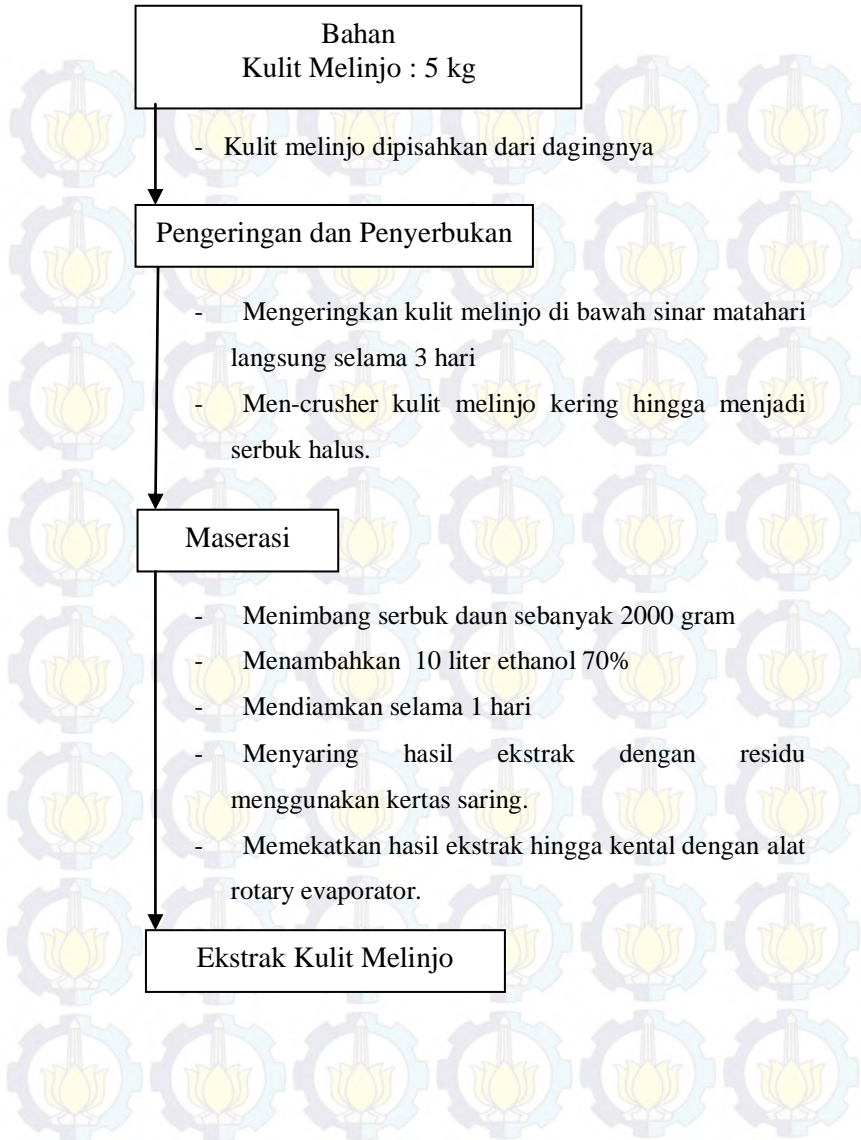 Bahan
Kulit Melinjo : 5 kg
- Kulit melinjo dipisahkan dari dagingnya
Pengeringan dan Penyerbukan
- Mengeringkan kulit melinjo di bawah sinar matahari
langsung selama 3 hari
- Men-crusher kulit melinjo kering hingga menjadi
serbuk halus.
Maserasi
- Menimbang serbuk daun sebanyak 2000 gram
- Menambahkan 10 liter ethanol 70%
- Mendiamkan selama 1 hari
- Menyaring hasil ekstrak dengan residu
menggunakan kertas saring.
- Memekatkan hasil ekstrak hingga kental dengan alat
rotary evaporator.
Ekstrak Kulit Melinjo